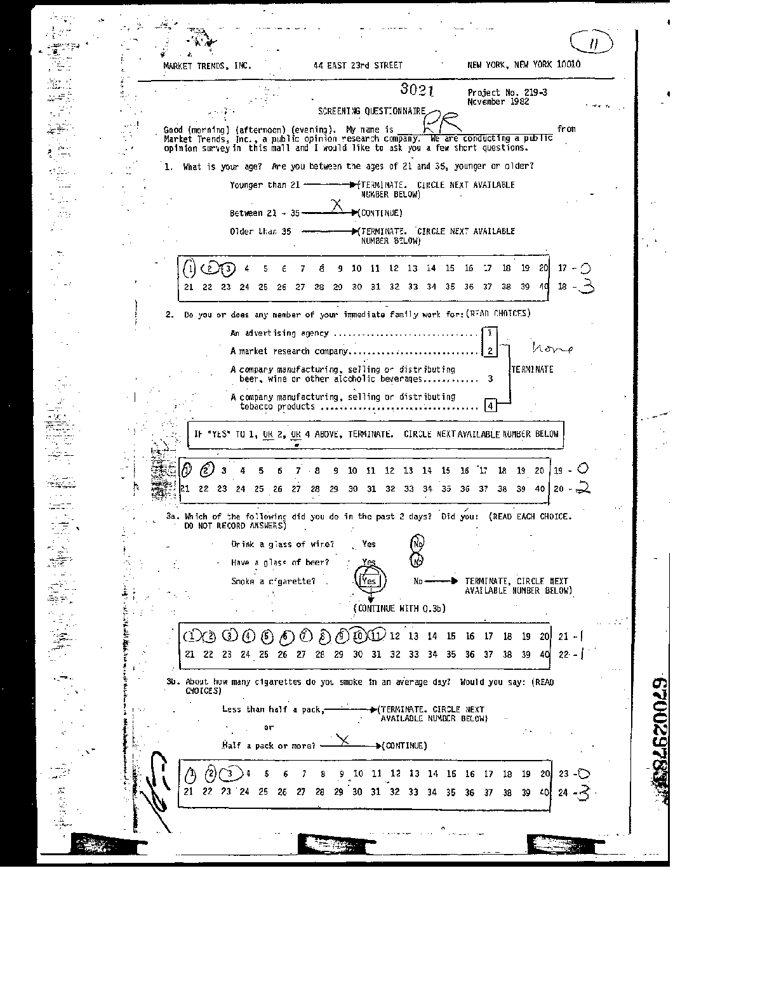 11
MARKET TRENDS, INC. 44 EAST 23rd STREET NEW YORK, NEW YORK 10010
3021 Project No. 219-3
November 1982
SCREENING QUESTIONNAIRE
Good (morning) (afternoon) (evening). My name is PR from
Market Trends, Inc., a public opinion research company. We are conducting a public
opinion survey in this mall and I would like to ask you a few short questions.
1. What is your age? Are you between the ages of 21 and 35, younger or older?
Younger than 21 (TERMINATE. CIRCLE NEXT AVAILABLE
NUMBER BELOW)
Between 21 - 35 X (CONTINUE)
Older than 35 (TERMINATE. CIRCLE NEXT AVAILABLE
NUMBER BELOW)
1 2 3 4 5 6 7 8 9 10 11 12 13 14 15 16 17 18 19 20 17 - 0
21 22 23 24 25 26 27 28 29 30 31 32 33 34 35 36 37 38 39 40 18 - 3
2. Do you or does any member of your immediate family work for: (READ CHOICES)
An advertising agency ................................ 1
A market research company............................. 2 none
A company manufacturing, selling or distributing TERMINATE
beer, wine or other alcoholic beverages............ 3
A company manufacturing, selling or distributing
tobacco products .................................. 4
IF "YES" TO 1, OR 2, OR 4 ABOVE, TERMINATE. CIRCLE NEXT AVAILABLE NUMBER BELOW
1 2 3 4 5 6 7 8 9 10 11 12 13 14 15 16 17 18 19 20 19 - 0
21 22 23 24 25 26 27 28 29 30 31 32 33 34 35 36 37 38 39 40 20 - 2
3a. Which of the following did you do in the past 2 days? Did you: (READ EACH CHOICE.
DO NOT RECORD ANSWERS)
Drink a glass of wine? Yes No
Have a glass of beer? Yes No
Smoke a cigarette? Yes No TERMINATE, CIRCLE NEXT
AVAILABLE NUMBER BELOW)
(CONTINUE WITH Q.3b)
1 2 3 4 5 6 7 8 9 10 11 12 13 14 15 16 17 18 19 20 21 - 1
21 22 23 24 25 26 27 28 29 30 31 32 33 34 35 36 37 38 39 40 22 - 1
3b. About how many cigarettes do you smoke in an average day? Would you say: (READ
CHOICES)
Less than half a pack, (TERMINATE. CIRCLE NEXT
AVAILABLE NUMBER BELOW)
or
Half a pack or more? X (CONTINUE)
1 2 3 4 5 6 7 8 9 10 11 12 13 14 15 16 17 18 19 20 23 - 0
21 22 23 24 25 26 27 28 29 30 31 32 33 34 35 36 37 38 39 40 24 - 3